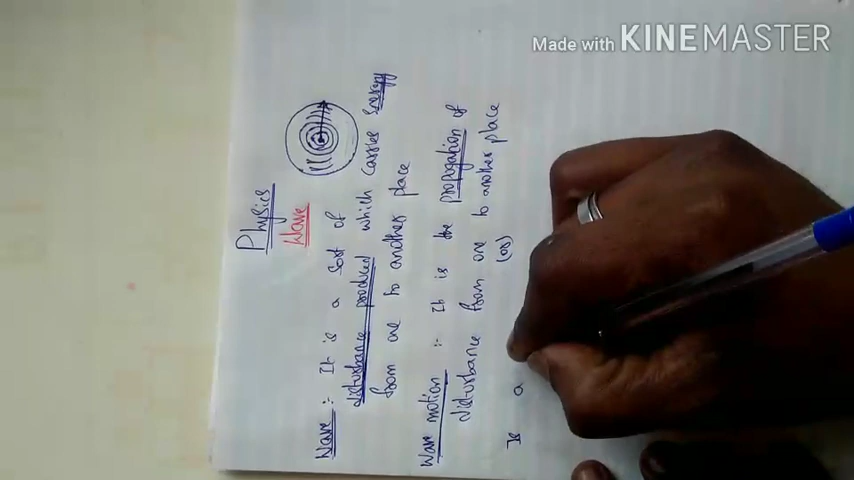 Made with KINEMASTER
Physics
Wave
Wave :- It is a sort of
disturbance produced which carries Energy
from one to another place
Wave motion :- It is the propagation of
disturbance from one to another place
(or)
It a